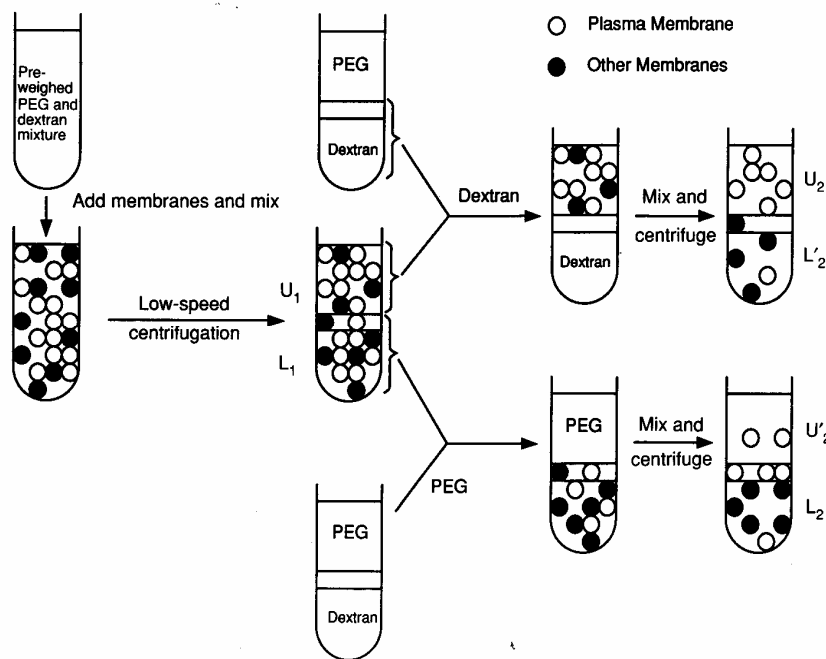 Pre-
weighed
PEG and
dextran
mixture
PEG
Dextran
Plasma Membrane
Other Membranes
Add membranes and mix
Dextran
Dextran
Mix and
centrifuge
U2
L'2
U1
L1
Low-speed
centrifugation
PEG
PEG
Mix and
centrifuge
U'2
L2
PEG
Dextran